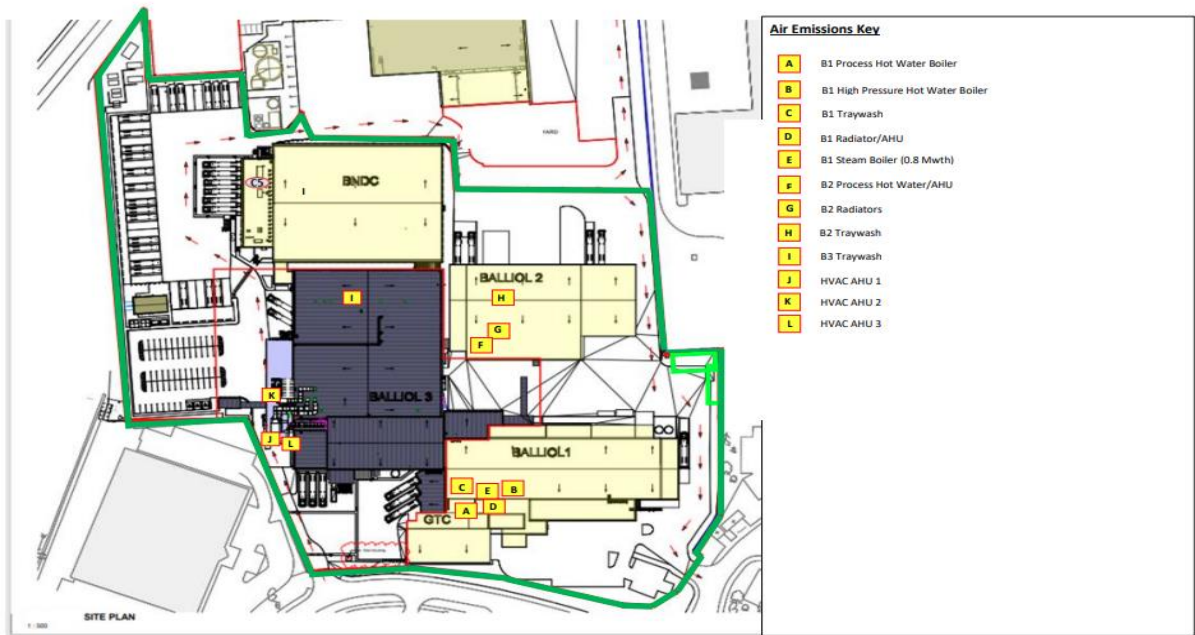 Air Emissions Key
A B1 Process Hot Water Boiler
B B1 High Pressure Hot Water Boiler
C B1 Traywash
D B1 Radiator/AHU
E B1 Steam Boiler (0.8 Mwth)
F B2 Process Hot Water/AHU
G B2 Radiators
H B2 Traywash
I B3 Traywash
J HVAC AHU 1
K HVAC AHU 2
L HVAC AHU 3
YARD
C5
BNDC
I
BALLIOL 2
I
H
G
F
K
BALLIOL 3
J
L
BALLIOL1
C
E
B
A
D
GTC
SITE PLAN
1 : 500